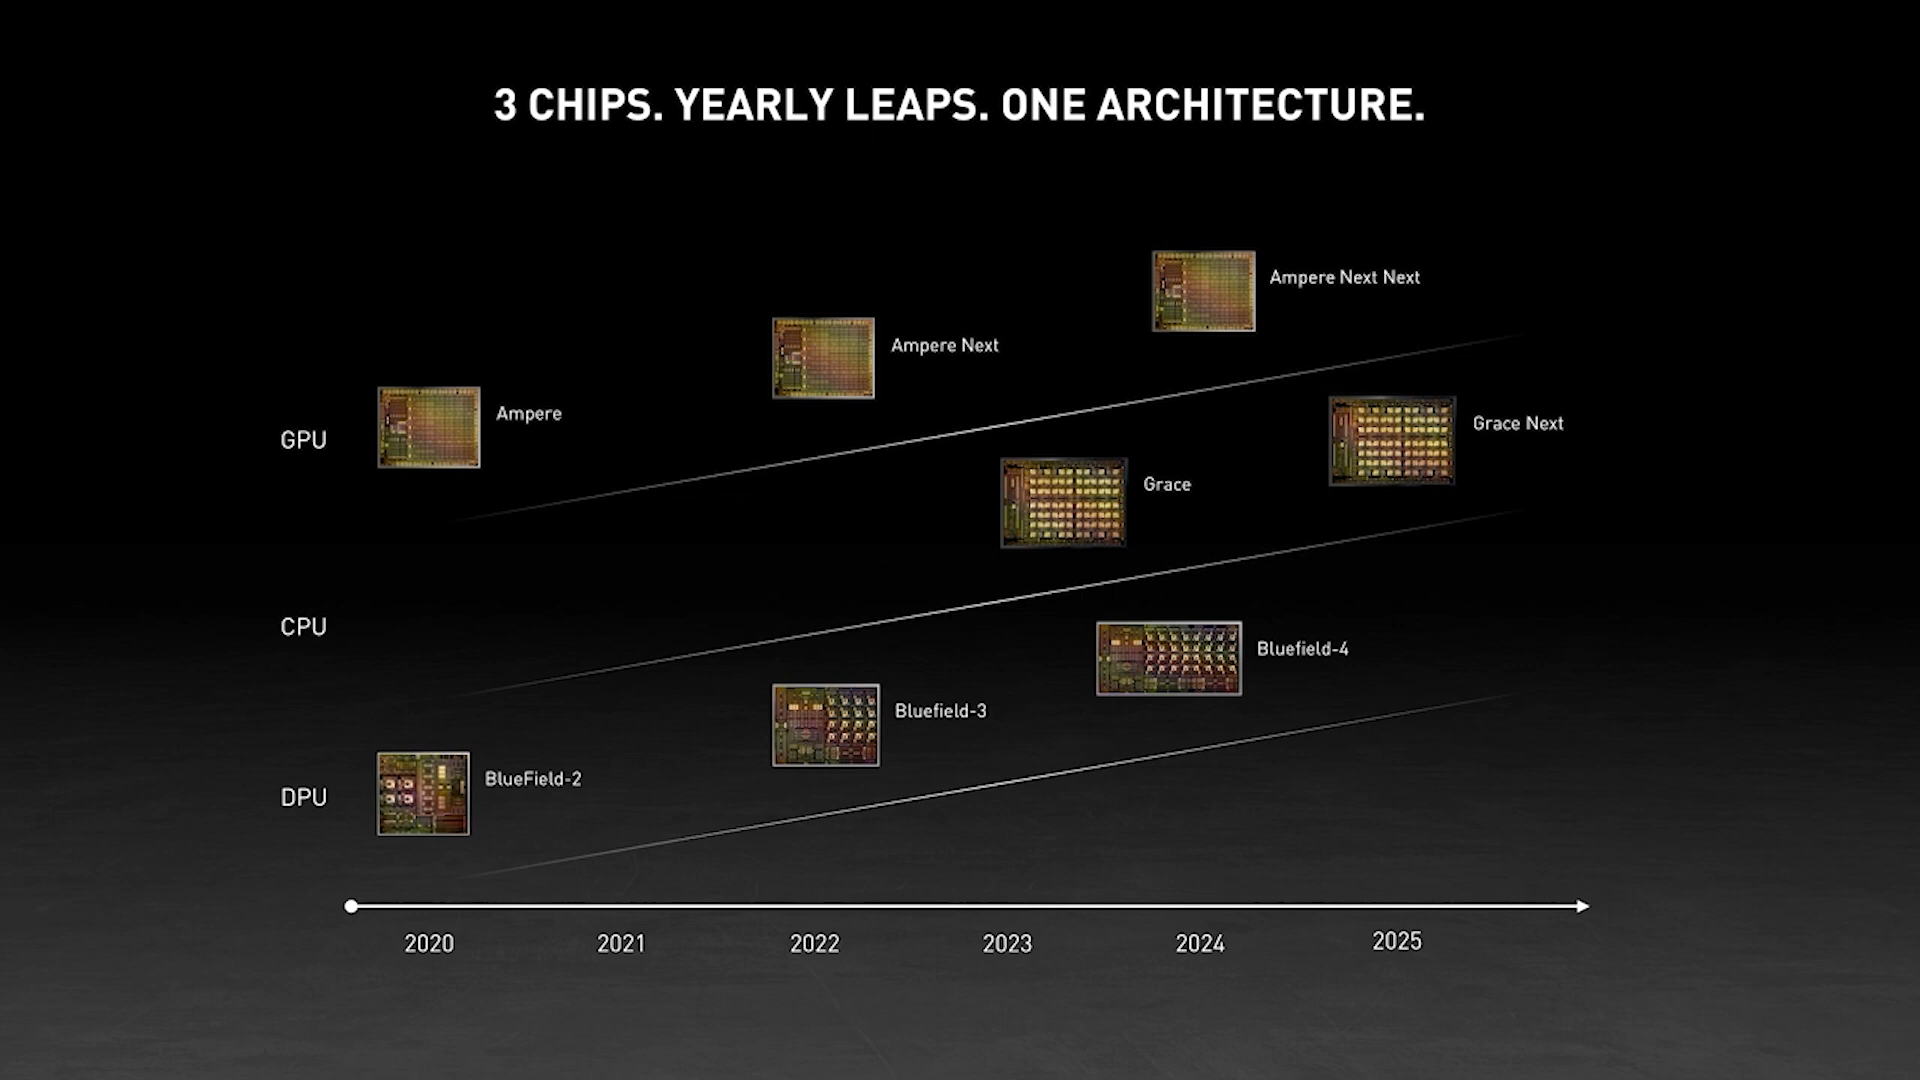 3 CHIPS. YEARLY LEAPS. ONE ARCHITECTURE.
Ampere Next Next
Ampere Next
Ampere
GPU
Grace Next
Grace
CPU
Bluefield-4
Bluefield-3
BlueField-2
DPU
2020 2021 2022 2023 2024 2025